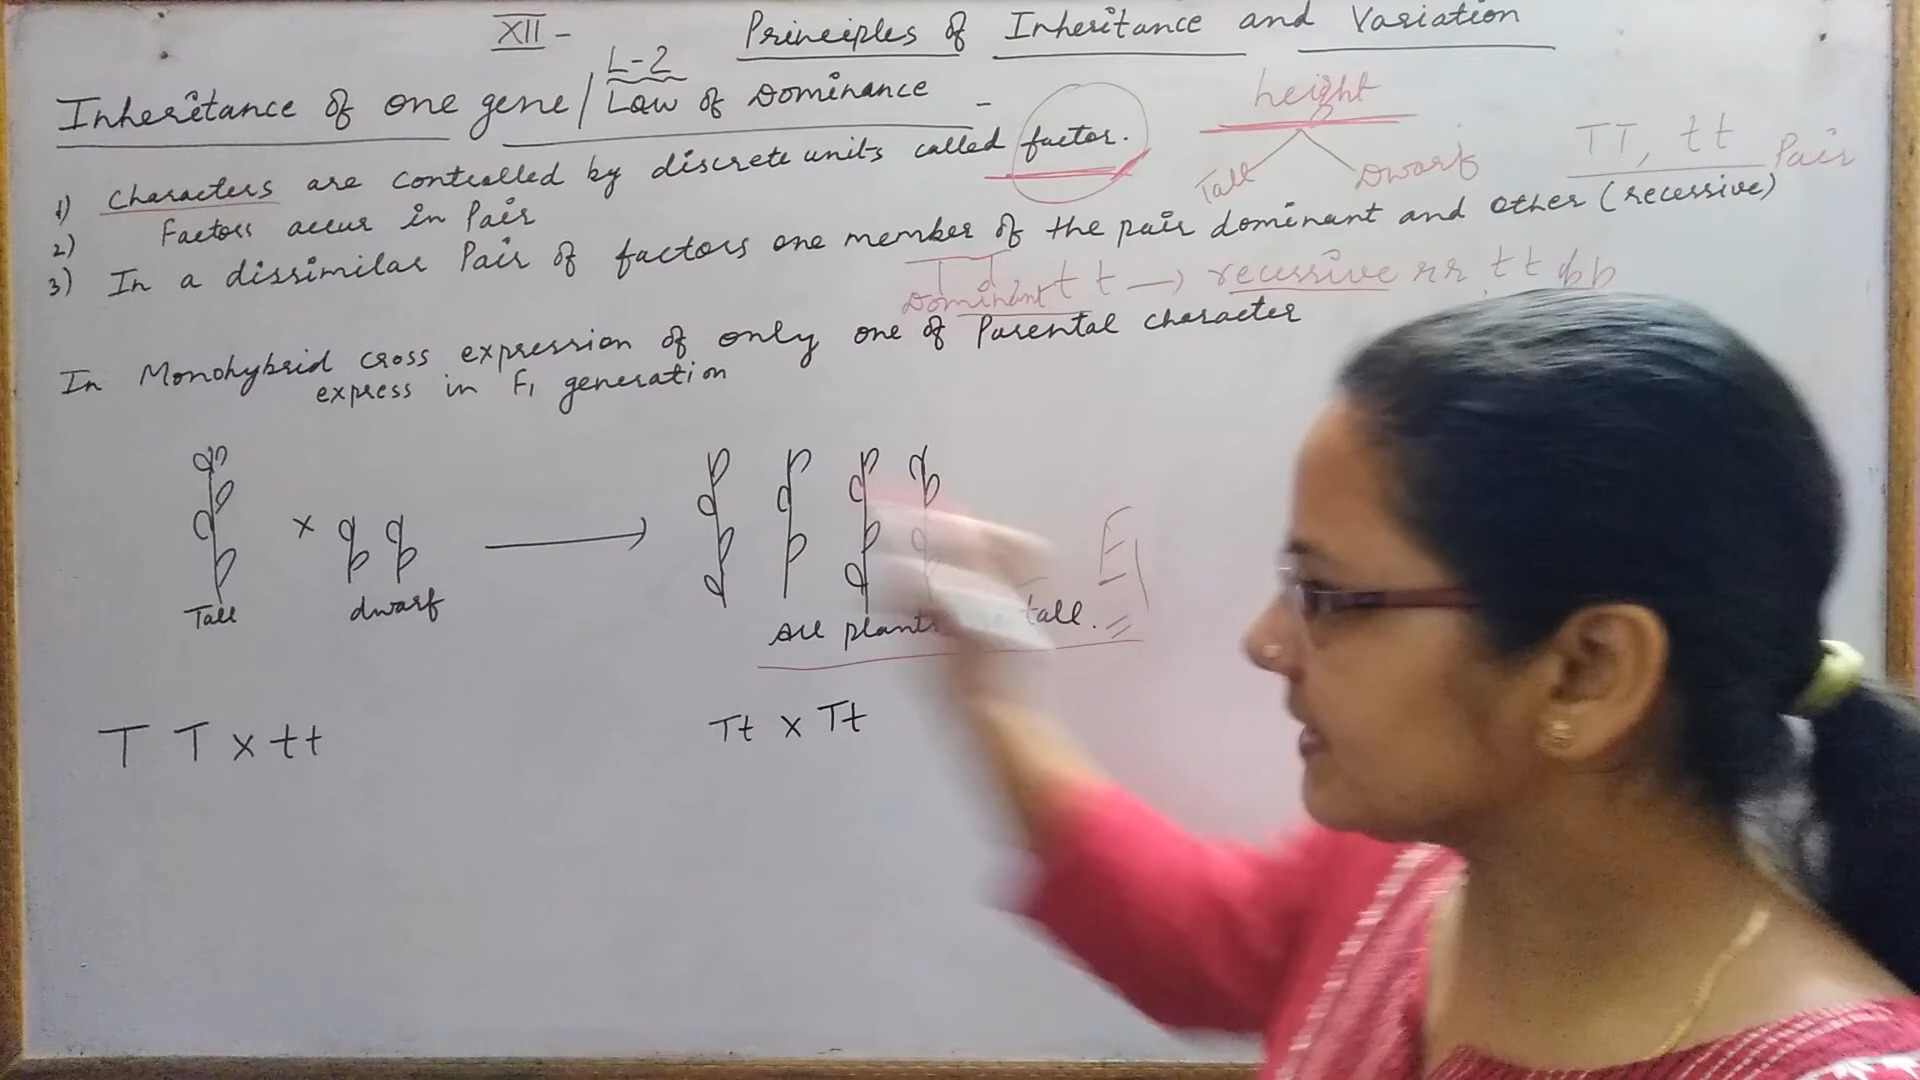 XII - Principles of Inheritance and Variation
L-2
Inheritance of one gene / Law of Dominance -
1) Characters are controlled by discrete units called factor.
2) Factors occur in Pair
3) In a dissimilar Pair of factors one member of the pair dominant and other (recessive)
height
Tall Dwarf
TT, tt Pair
TT, tt → recessive rr tt
Dominant
In Monohybrid cross expression of only one of Parental character
express in F1 generation
x
Tall dwarf
All plants tall. F1
TT x tt
Tt x Tt